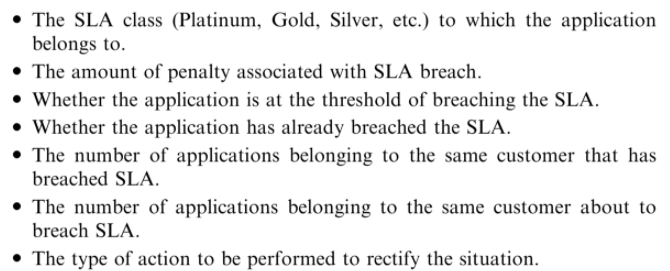 • The SLA class (Platinum, Gold, Silver, etc.) to which the application
belongs to.
• The amount of penalty associated with SLA breach.
• Whether the application is at the threshold of breaching the SLA.
• Whether the application has already breached the SLA.
• The number of applications belonging to the same customer that has
breached SLA.
• The number of applications belonging to the same customer about to
breach SLA.
• The type of action to be performed to rectify the situation.